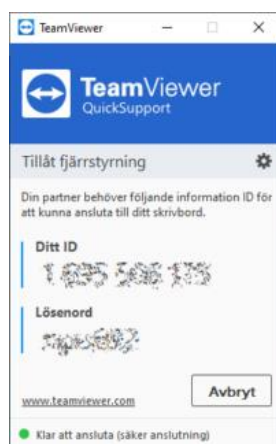 TeamViewer
TeamViewer
QuickSupport
Tillåt fjärrstyrning
Din partner behöver följande information ID för
att kunna ansluta till ditt skrivbord.
Ditt ID
Lösenord
Avbryt
www.teamviewer.com
Klar att ansluta (säker anslutning)